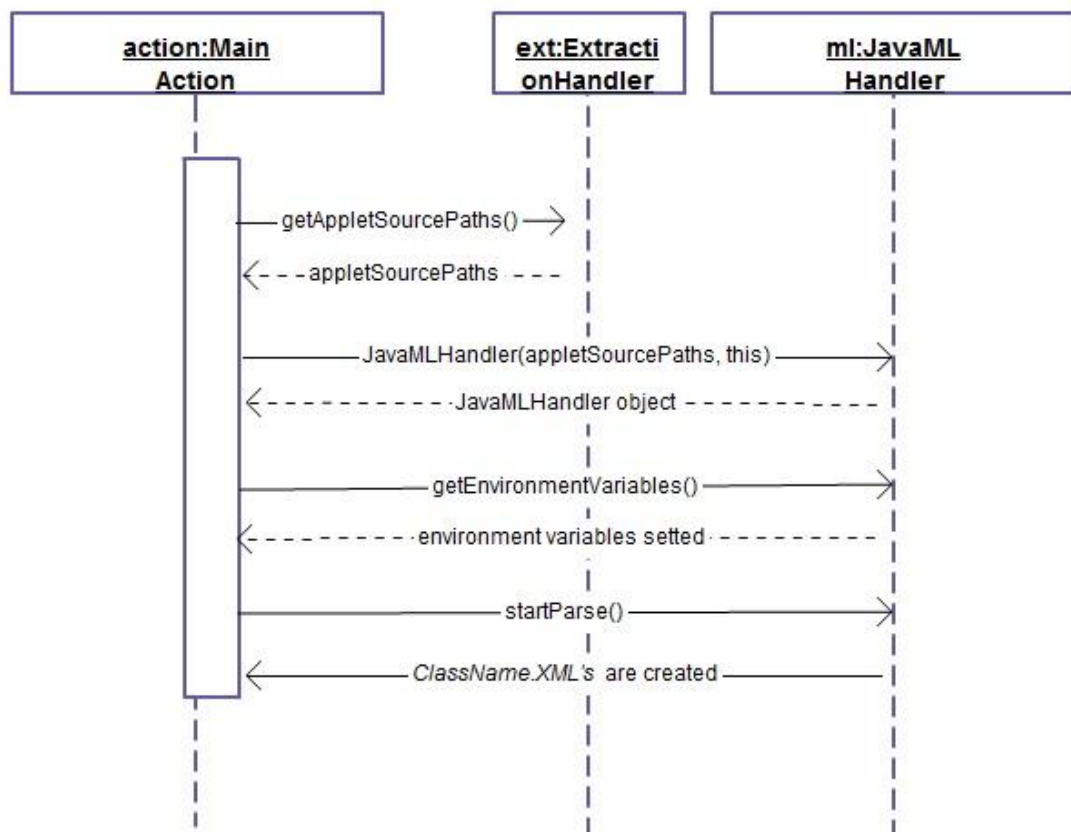 action:Main
Action
ext:Extracti
onHandler
ml:JavaML
Handler
getAppletSourcePaths()
appletSourcePaths
JavaMLHandler(appletSourcePaths, this)
JavaMLHandler object
getEnvironmentVariables()
environment variables setted
startParse()
ClassName.XML's are created